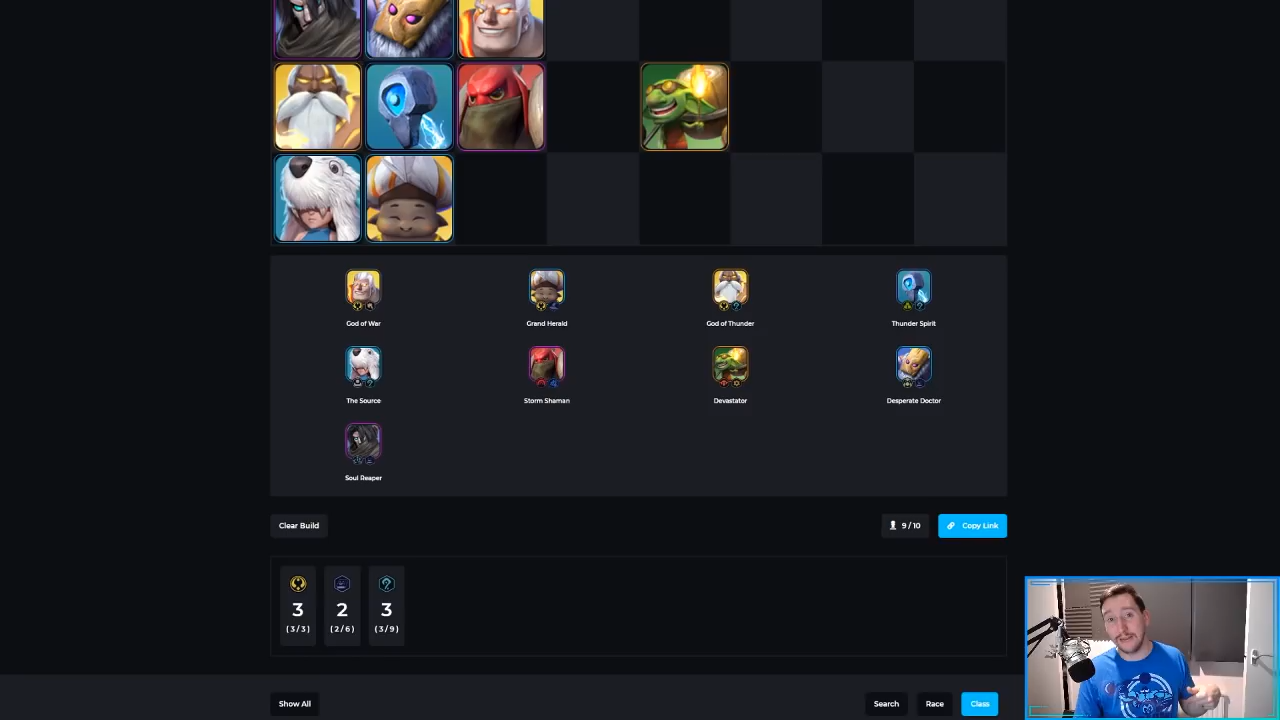 God of War
Grand Herald
God of Thunder
Thunder Spirit
The Source
Storm Shaman
Devastator
Desperate Doctor
Soul Reaper
Clear Build
9 / 10
Copy Link
3
2
3
(3/3)
(2/6)
(3/9)
Show All
Search
Race
Class